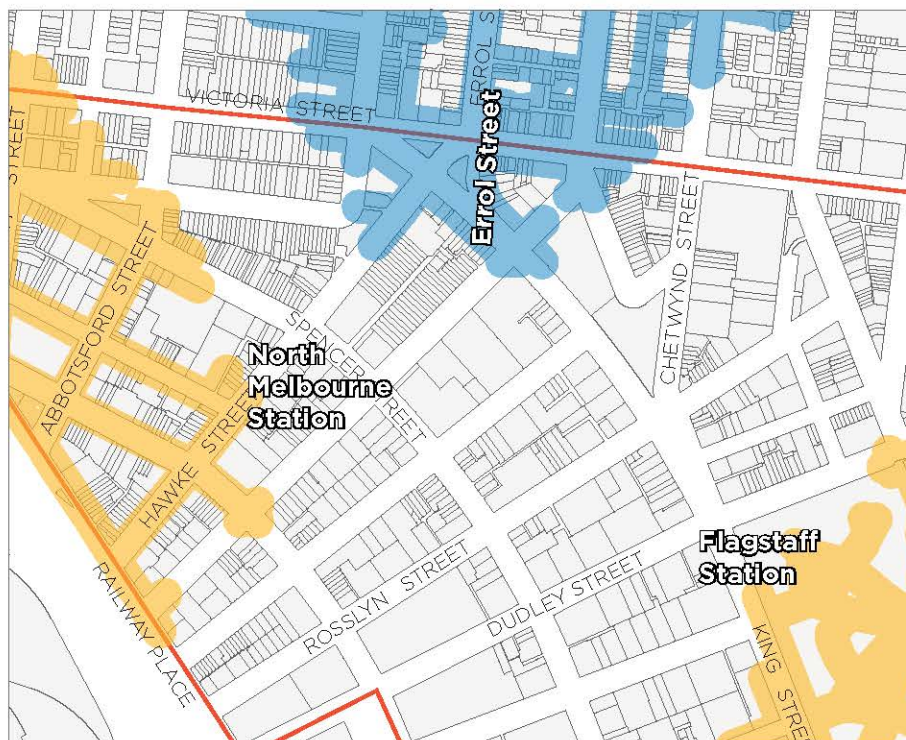 VICTORIA STREET
ERROL S
Errol Street
STREET
ABBOTSFORD STREET
CHETWYND STREET
SPENCER STREET
North
Melbourne
Station
HAWKE STREET
Flagstaff
Station
ROSSLYN STREET
DUDLEY STREET
RAILWAY PLACE
KING STREET